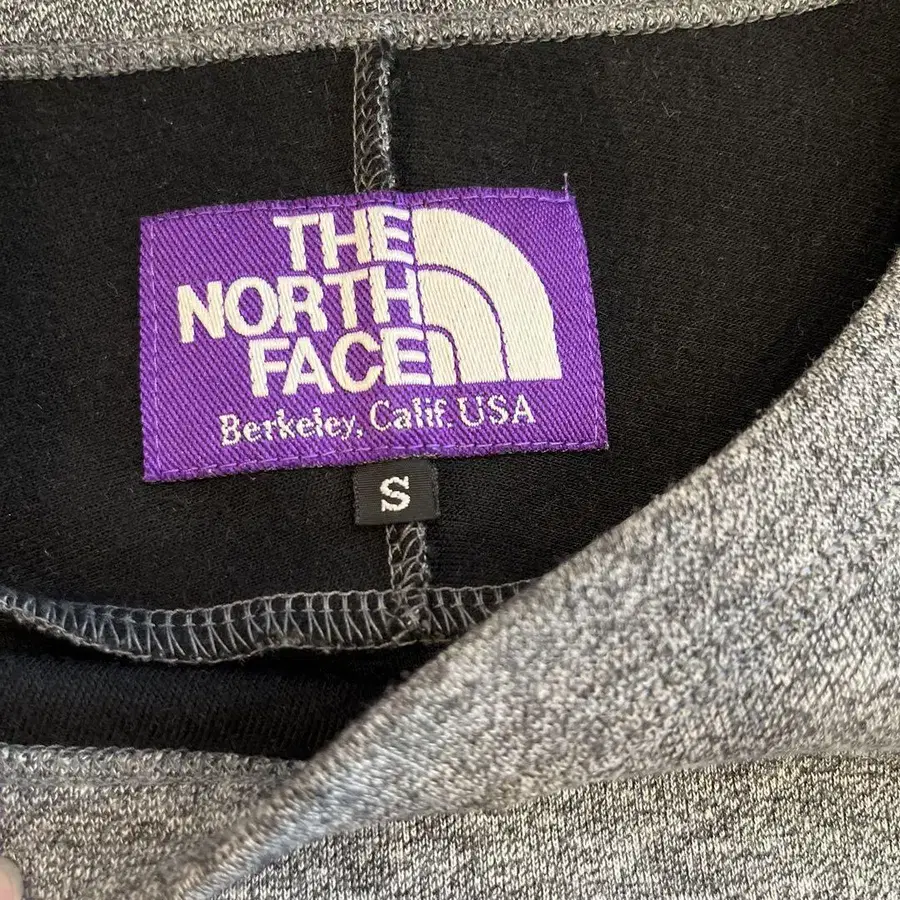 THE
NORTH
FACE
Berkeley, Calif. USA
S